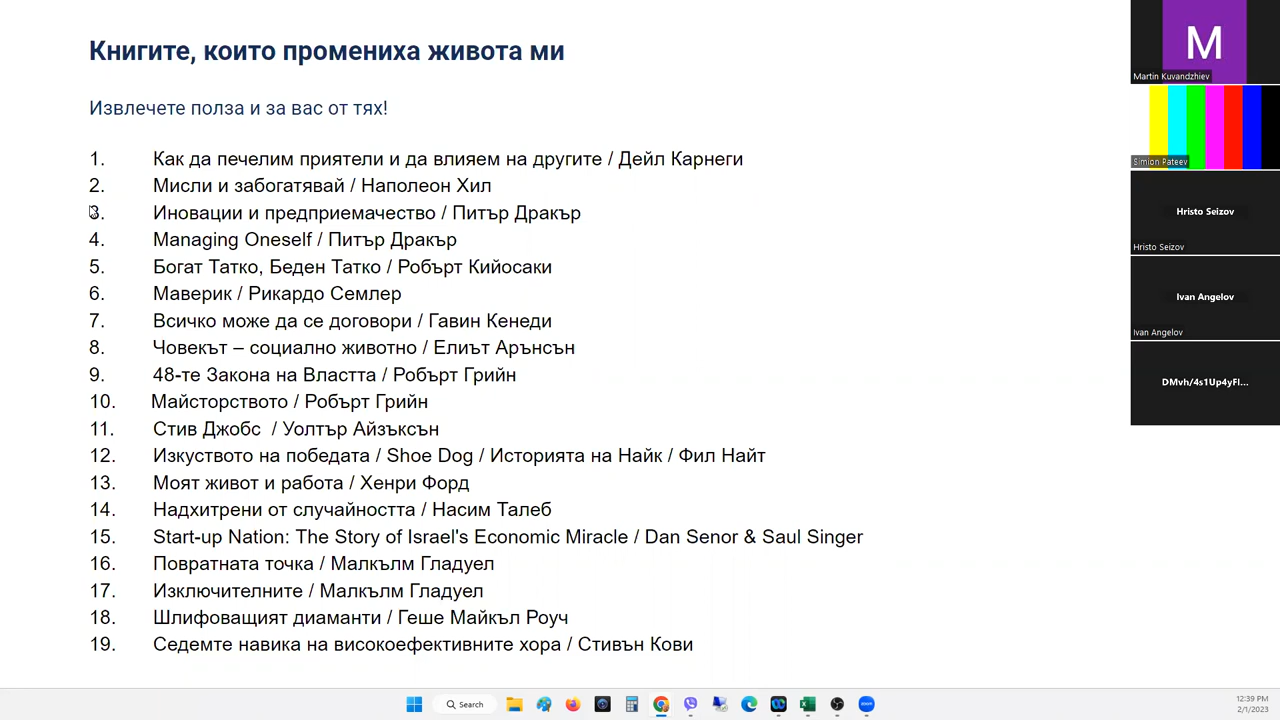 Книгите, които промениха живота ми
Извлечете полза и за вас от тях!
1. Как да печелим приятели и да влияем на другите / Дейл Карнеги
2. Мисли и забогатявай / Наполеон Хил
3. Иновации и предприемачество / Питър Дракър
4. Managing Oneself / Питър Дракър
5. Богат Татко, Беден Татко / Робърт Кийосаки
6. Маверик / Рикардо Семлер
7. Всичко може да се договори / Гавин Кенеди
8. Човекът – социално животно / Елиът Арънсън
9. 48-те Закона на Властта / Робърт Грийн
10. Майсторството / Робърт Грийн
11. Стив Джобс / Уолтър Айзъксън
12. Изкуството на победата / Shoe Dog / Историята на Найк / Фил Найт
13. Моят живот и работа / Хенри Форд
14. Надхитрени от случайността / Насим Талеб
15. Start-up Nation: The Story of Israel's Economic Miracle / Dan Senor & Saul Singer
16. Повратната точка / Малкълм Гладуел
17. Изключителните / Малкълм Гладуел
18. Шлифоващият диаманти / Геше Майкъл Роуч
19. Седемте навика на високоефективните хора / Стивън Кови
M
Martin Kuvandzhiev
Simion Pateev
Hristo Seizov
Hristo Seizov
Ivan Angelov
Ivan Angelov
DMvh/4s1Up4yFl...
Search
zoom
12:39 PM
2/1/2023